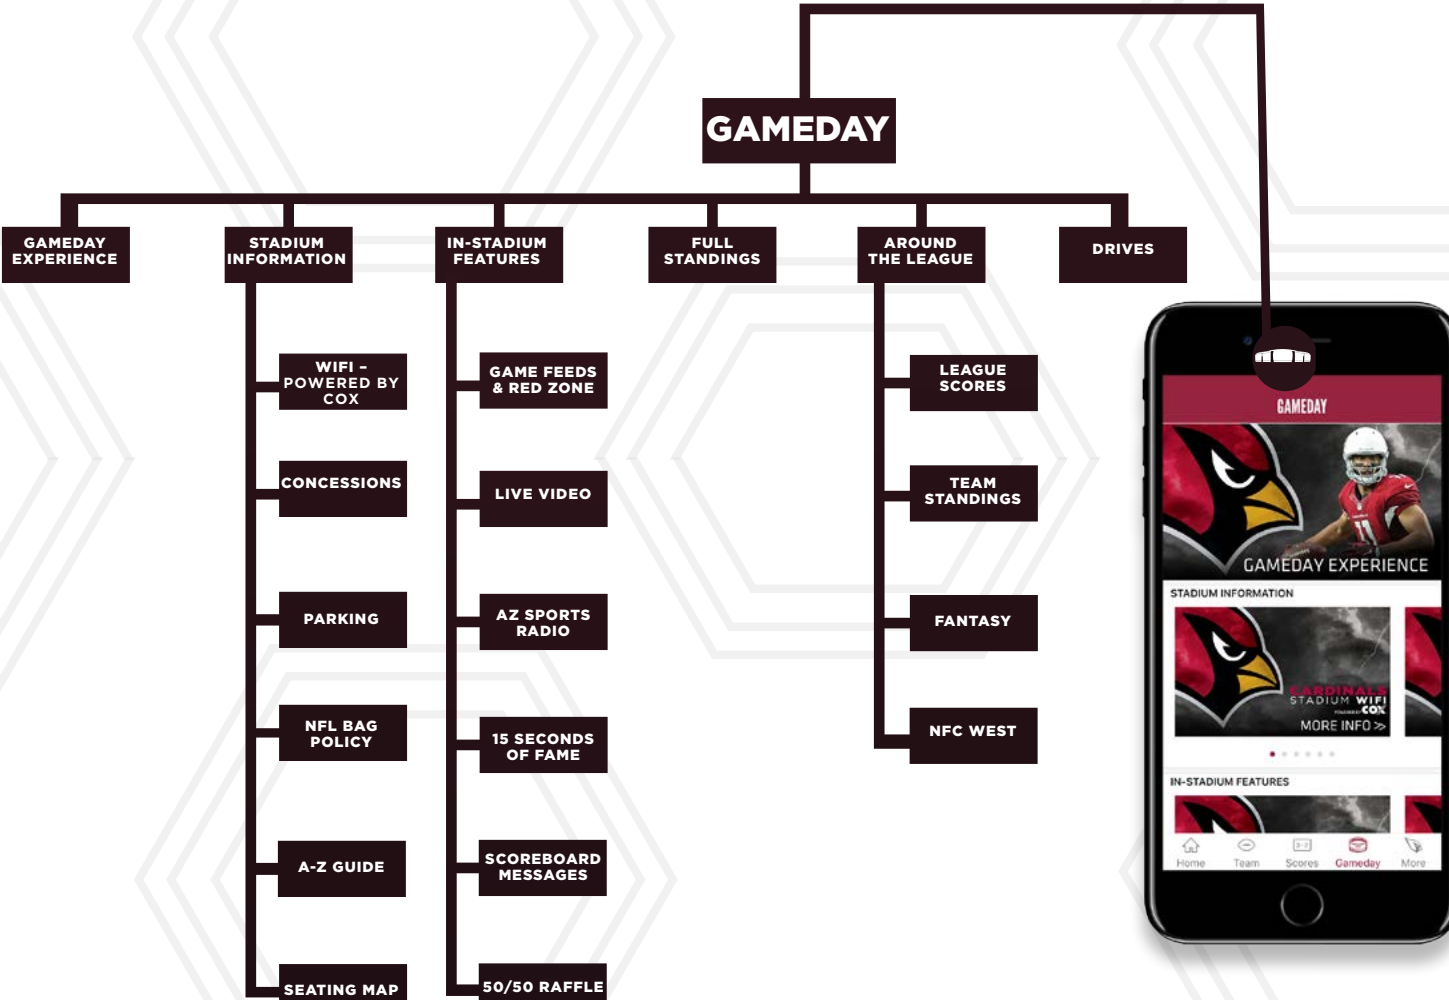 GAMEDAY
GAMEDAY
EXPERIENCE
STADIUM
INFORMATION
IN-STADIUM
FEATURES
FULL
STANDINGS
AROUND
THE LEAGUE
DRIVES
WIFI –
POWERED BY
COX
CONCESSIONS
PARKING
NFL BAG
POLICY
A-Z GUIDE
SEATING MAP
GAME FEEDS
& RED ZONE
LIVE VIDEO
AZ SPORTS
RADIO
15 SECONDS
OF FAME
SCOREBOARD
MESSAGES
50/50 RAFFLE
LEAGUE
SCORES
TEAM
STANDINGS
FANTASY
NFC WEST
GAMEDAY
11
GAMEDAY EXPERIENCE
STADIUM INFORMATION
CARDINALS
STADIUM WIFI
POWERED BY COX
MORE INFO >>
IN-STADIUM FEATURES
Home Team Scores Gameday More